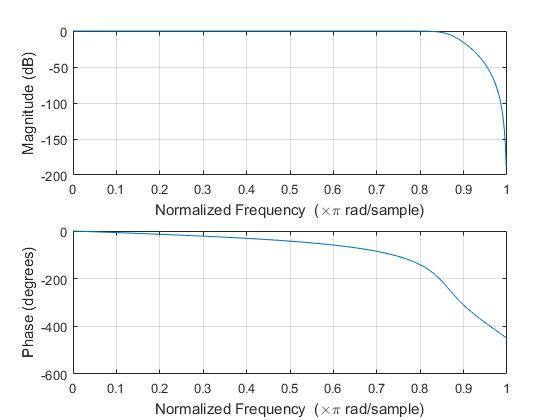 0
-50
-100
-150
-200
Magnitude (dB)
0 0.1 0.2 0.3 0.4 0.5 0.6 0.7 0.8 0.9 1
Normalized Frequency (×π rad/sample)
0
-200
-400
-600
Phase (degrees)
0 0.1 0.2 0.3 0.4 0.5 0.6 0.7 0.8 0.9 1
Normalized Frequency (×π rad/sample)